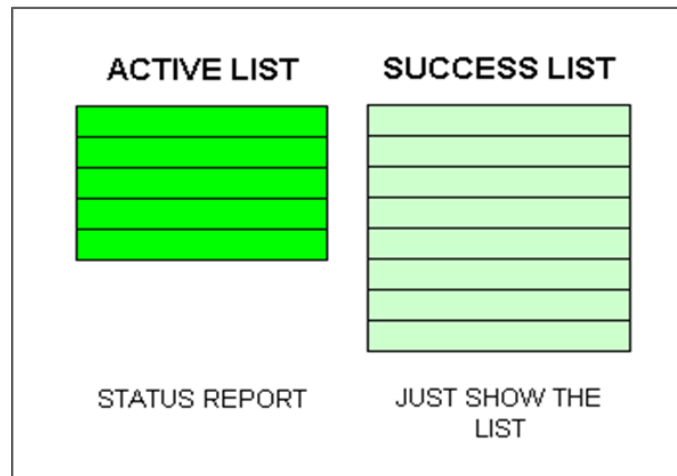 ACTIVE LIST
SUCCESS LIST
STATUS REPORT
JUST SHOW THE
LIST